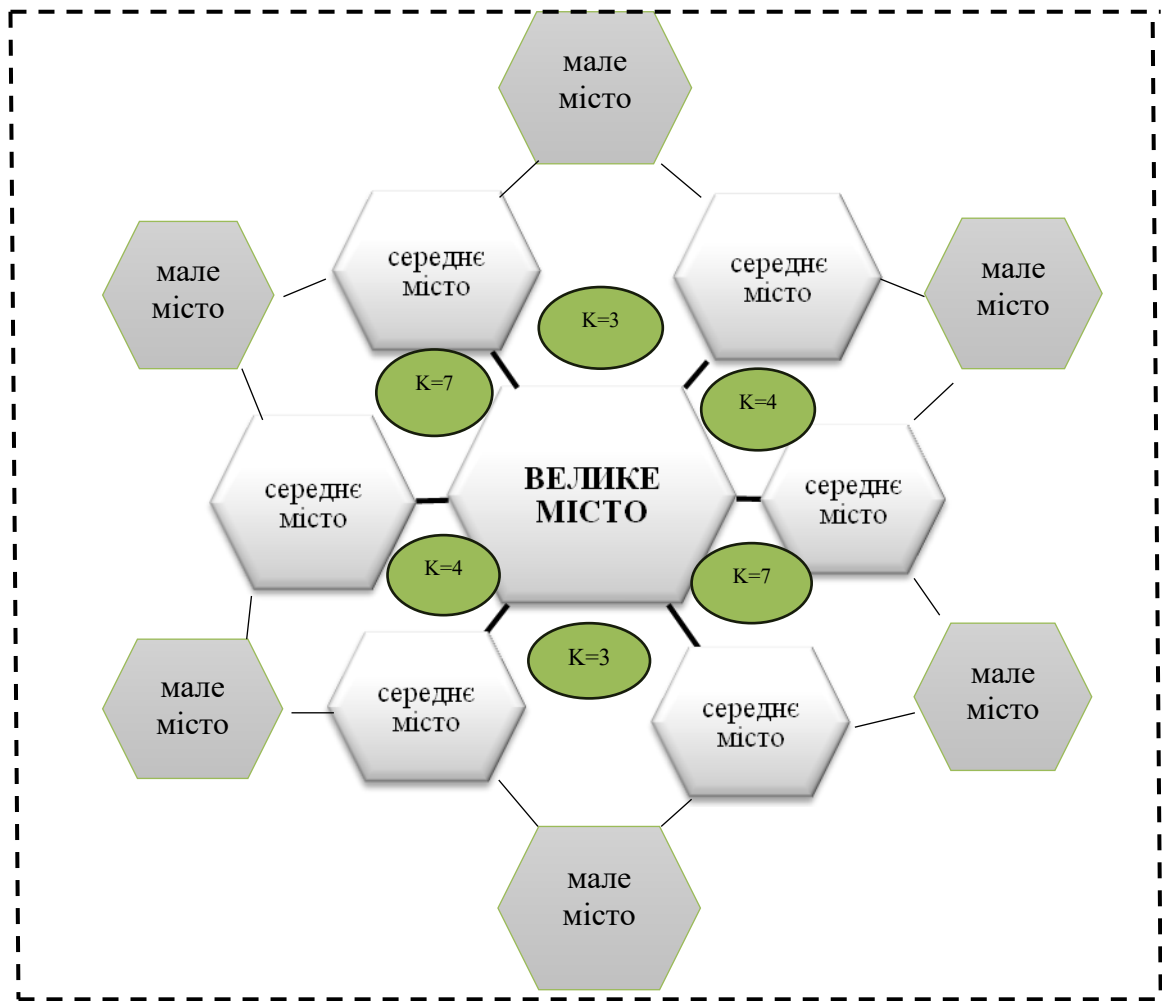 мале
місто
середнє
місто
середнє
місто
мале
місто
мале
місто
K=3
K=7
K=4
ВЕЛИКЕ
МІСТО
середнє
місто
середнє
місто
K=4
K=7
K=3
мале
місто
середнє
місто
середнє
місто
мале
місто
мале
місто